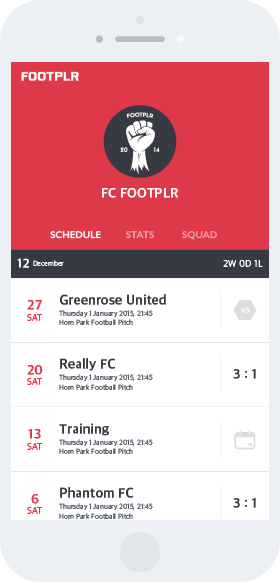 FOOTPLR
FOOTPLR
20 14
FC FOOTPLR
SCHEDULE STATS SQUAD
12 December 2W 0D 1L
27 SAT
Greenrose United
Thursday 1 January 2015, 21:45
Horn Park Football Pitch
VS
20 SAT
Really FC
Thursday 1 January 2015, 21:45
Horn Park Football Pitch
3 : 1
13 SAT
Training
Thursday 1 January 2015, 21:45
Horn Park Football Pitch
6 SAT
Phantom FC
Thursday 1 January 2015, 21:45
Horn Park Football Pitch
3 : 1